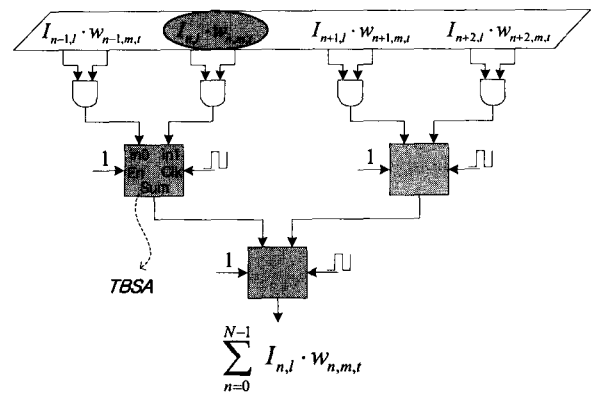 I_{n-1,l} · w_{n-1,m,t} I_{n,l} · w_{n,m,t} I_{n+1,l} · w_{n+1,m,t} I_{n+2,l} · w_{n+2,m,t}
In0 In1
1 En Clk 1
Sum
1
TBSA
\sum_{n=0}^{N-1} I_{n,l} · w_{n,m,t}